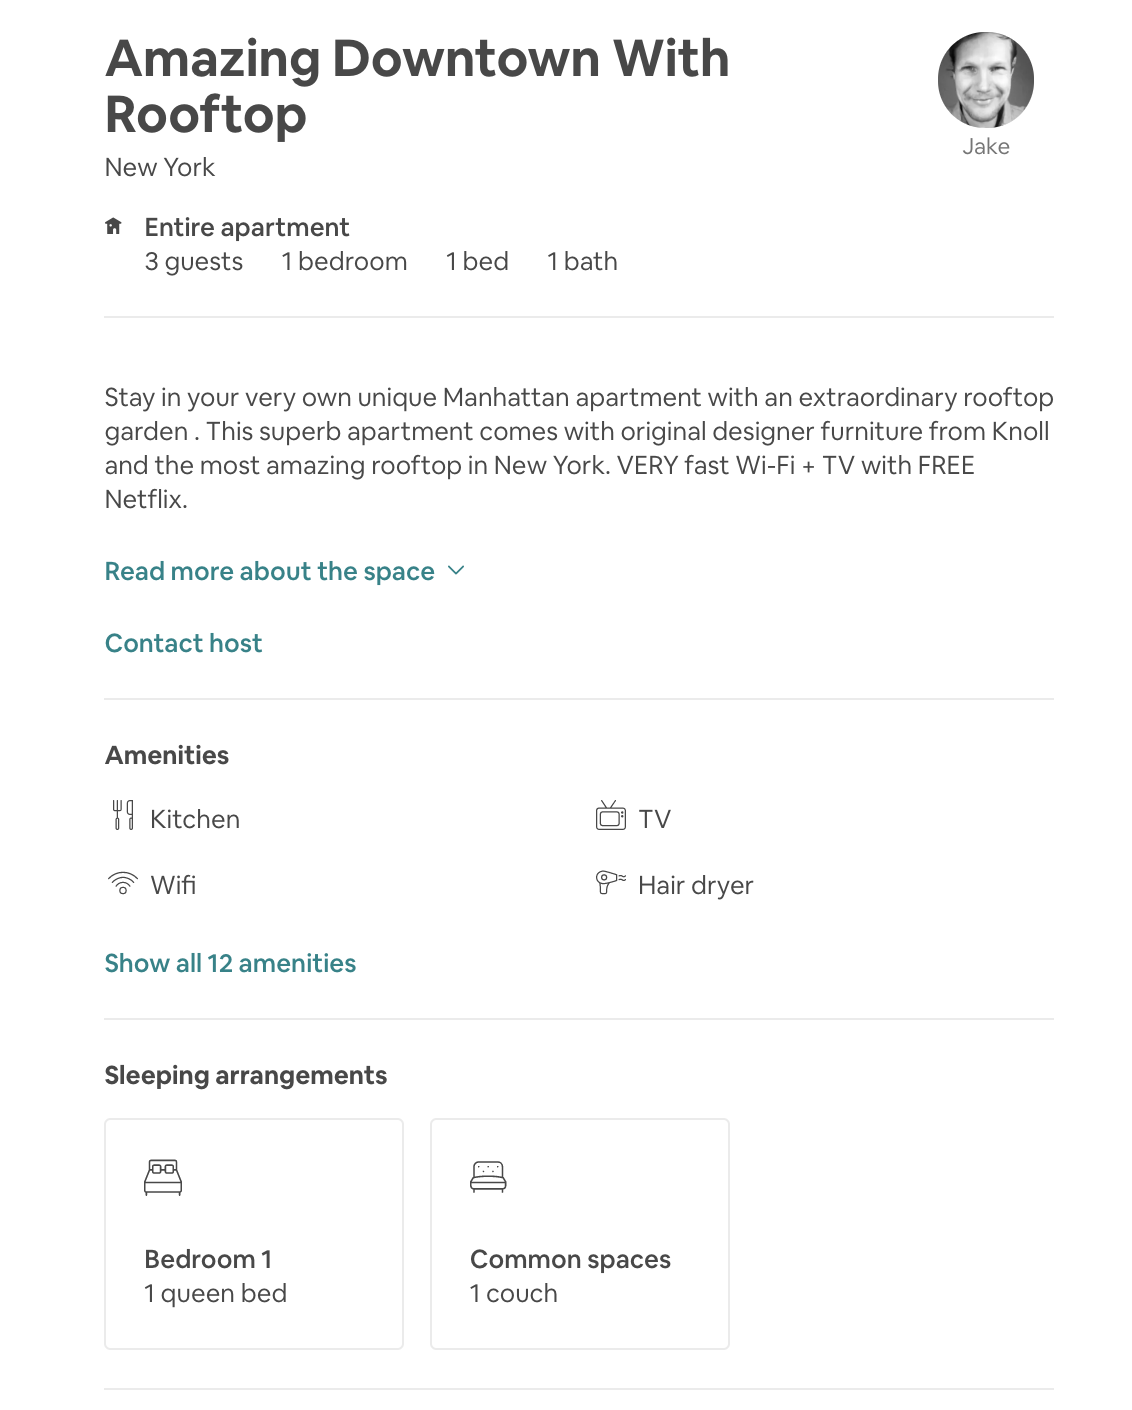 Amazing Downtown With
Rooftop
Jake
New York
Entire apartment
3 guests 1 bedroom 1 bed 1 bath
Stay in your very own unique Manhattan apartment with an extraordinary rooftop
garden . This superb apartment comes with original designer furniture from Knoll
and the most amazing rooftop in New York. VERY fast Wi-Fi + TV with FREE
Netflix.
Read more about the space
Contact host
Amenities
Kitchen TV
Wifi Hair dryer
Show all 12 amenities
Sleeping arrangements
Bedroom 1 Common spaces
1 queen bed 1 couch